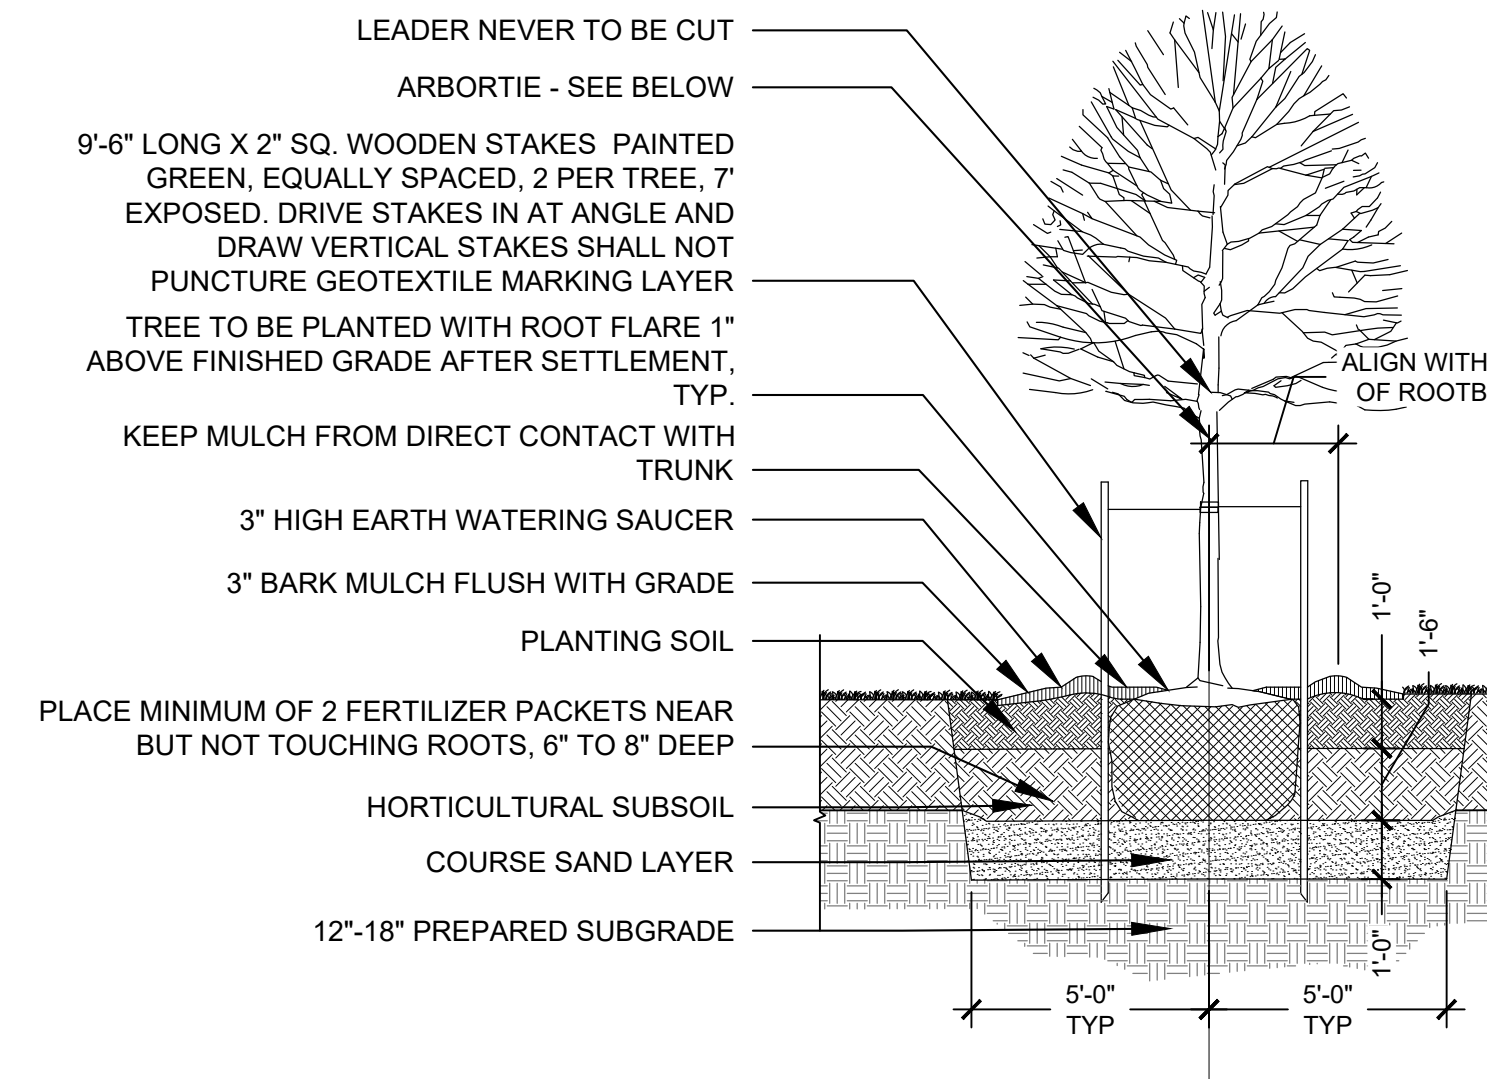 LEADER NEVER TO BE CUT
ARBORTIE - SEE BELOW
9'-6" LONG X 2" SQ. WOODEN STAKES  PAINTED
GREEN, EQUALLY SPACED, 2 PER TREE, 7'
EXPOSED. DRIVE STAKES IN AT ANGLE AND
DRAW VERTICAL STAKES SHALL NOT
PUNCTURE GEOTEXTILE MARKING LAYER
TREE TO BE PLANTED WITH ROOT FLARE 1"
ABOVE FINISHED GRADE AFTER SETTLEMENT,
TYP.
KEEP MULCH FROM DIRECT CONTACT WITH
TRUNK
3" HIGH EARTH WATERING SAUCER
3" BARK MULCH FLUSH WITH GRADE
PLANTING SOIL
PLACE MINIMUM OF 2 FERTILIZER PACKETS NEAR
BUT NOT TOUCHING ROOTS, 6" TO 8" DEEP
HORTICULTURAL SUBSOIL
COURSE SAND LAYER
12"-18" PREPARED SUBGRADE
ALIGN WITH
OF ROOTB
1'-0"
1'-6"
1'-0"
5'-0"
TYP
5'-0"
TYP